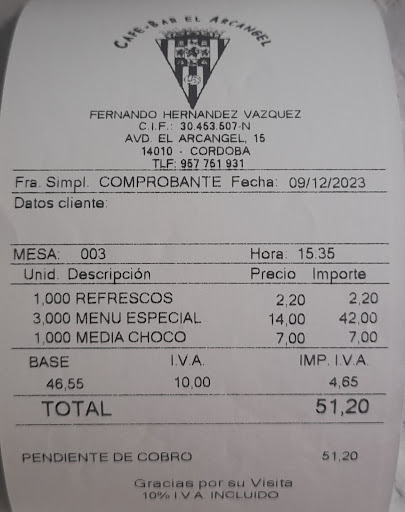 CAFE-BAR EL ARCANGEL
FERNANDO HERNANDEZ VAZQUEZ
C.I.F.: 30.453.507-N
AVD. EL ARCANGEL, 15
14010 - CORDOBA
TLF: 957 751 931
Fra. Simpl. COMPROBANTE Fecha: 09/12/2023
Datos cliente:
MESA: 003 Hora: 15:35
Unid. Descripción Precio Importe
1,000 REFRESCOS 2,20 2,20
3,000 MENU ESPECIAL 14,00 42,00
1,000 MEDIA CHOCO 7,00 7,00
BASE I.V.A. IMP. I.V.A.
46,55 10,00 4,65
TOTAL 51,20
PENDIENTE DE COBRO 51,20
Gracias por su Visita
10% I.V.A. INCLUIDO